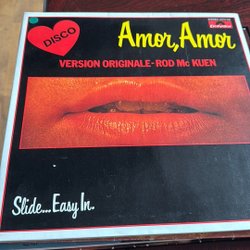 DISCO
Amor, Amor
VERSION ORIGINALE-ROD Mc KUEN
Slide... Easy In.